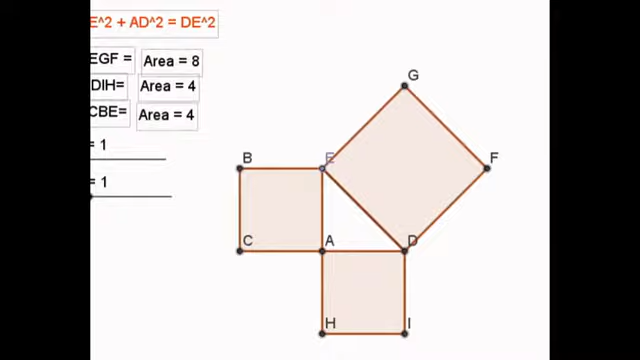 E^2 + AD^2 = DE^2
EGF = Area = 8
DIH= Area = 4
CBE= Area = 4
= 1
= 1
G
B E F
C A D
H I